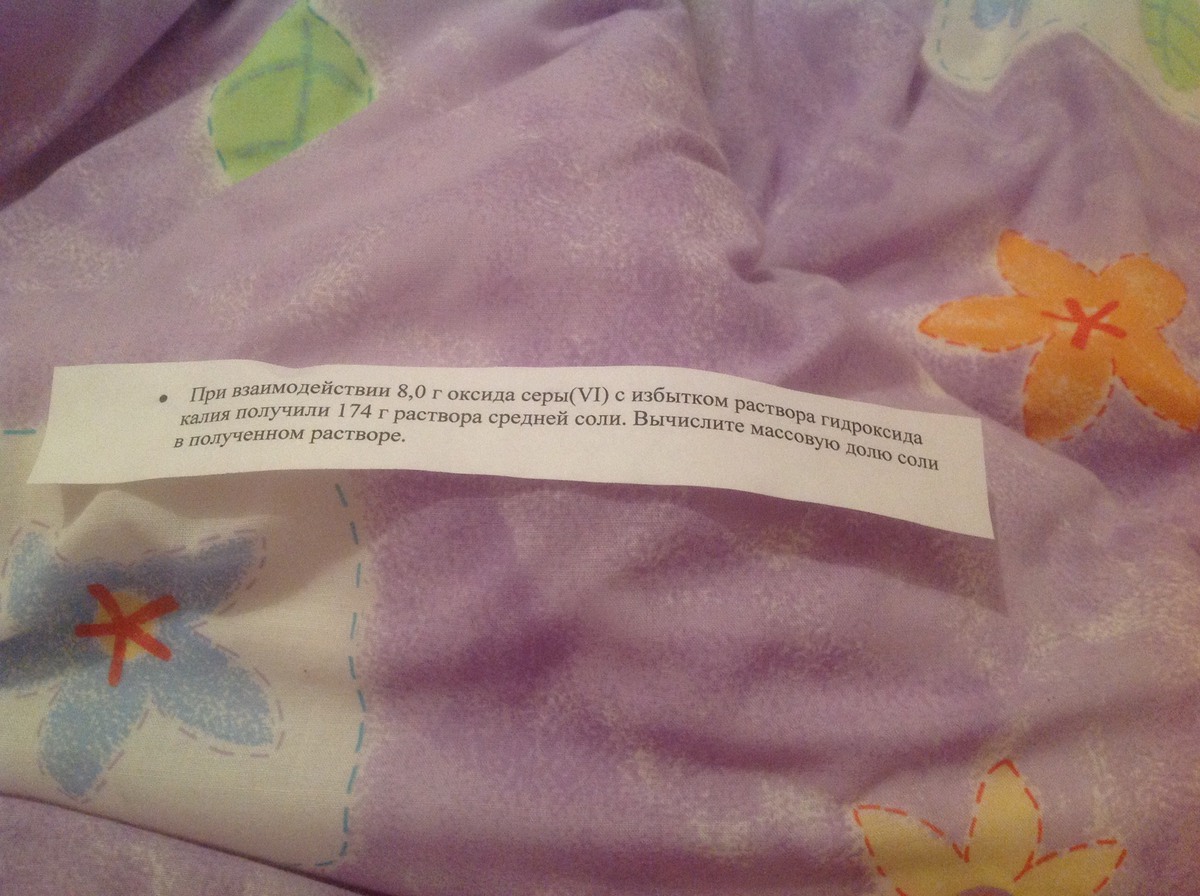 • При взаимодействии 8,0 г оксида серы(VI) с избытком раствора гидроксида
калия получили 174 г раствора средней соли. Вычислите массовую долю соли
в полученном растворе.